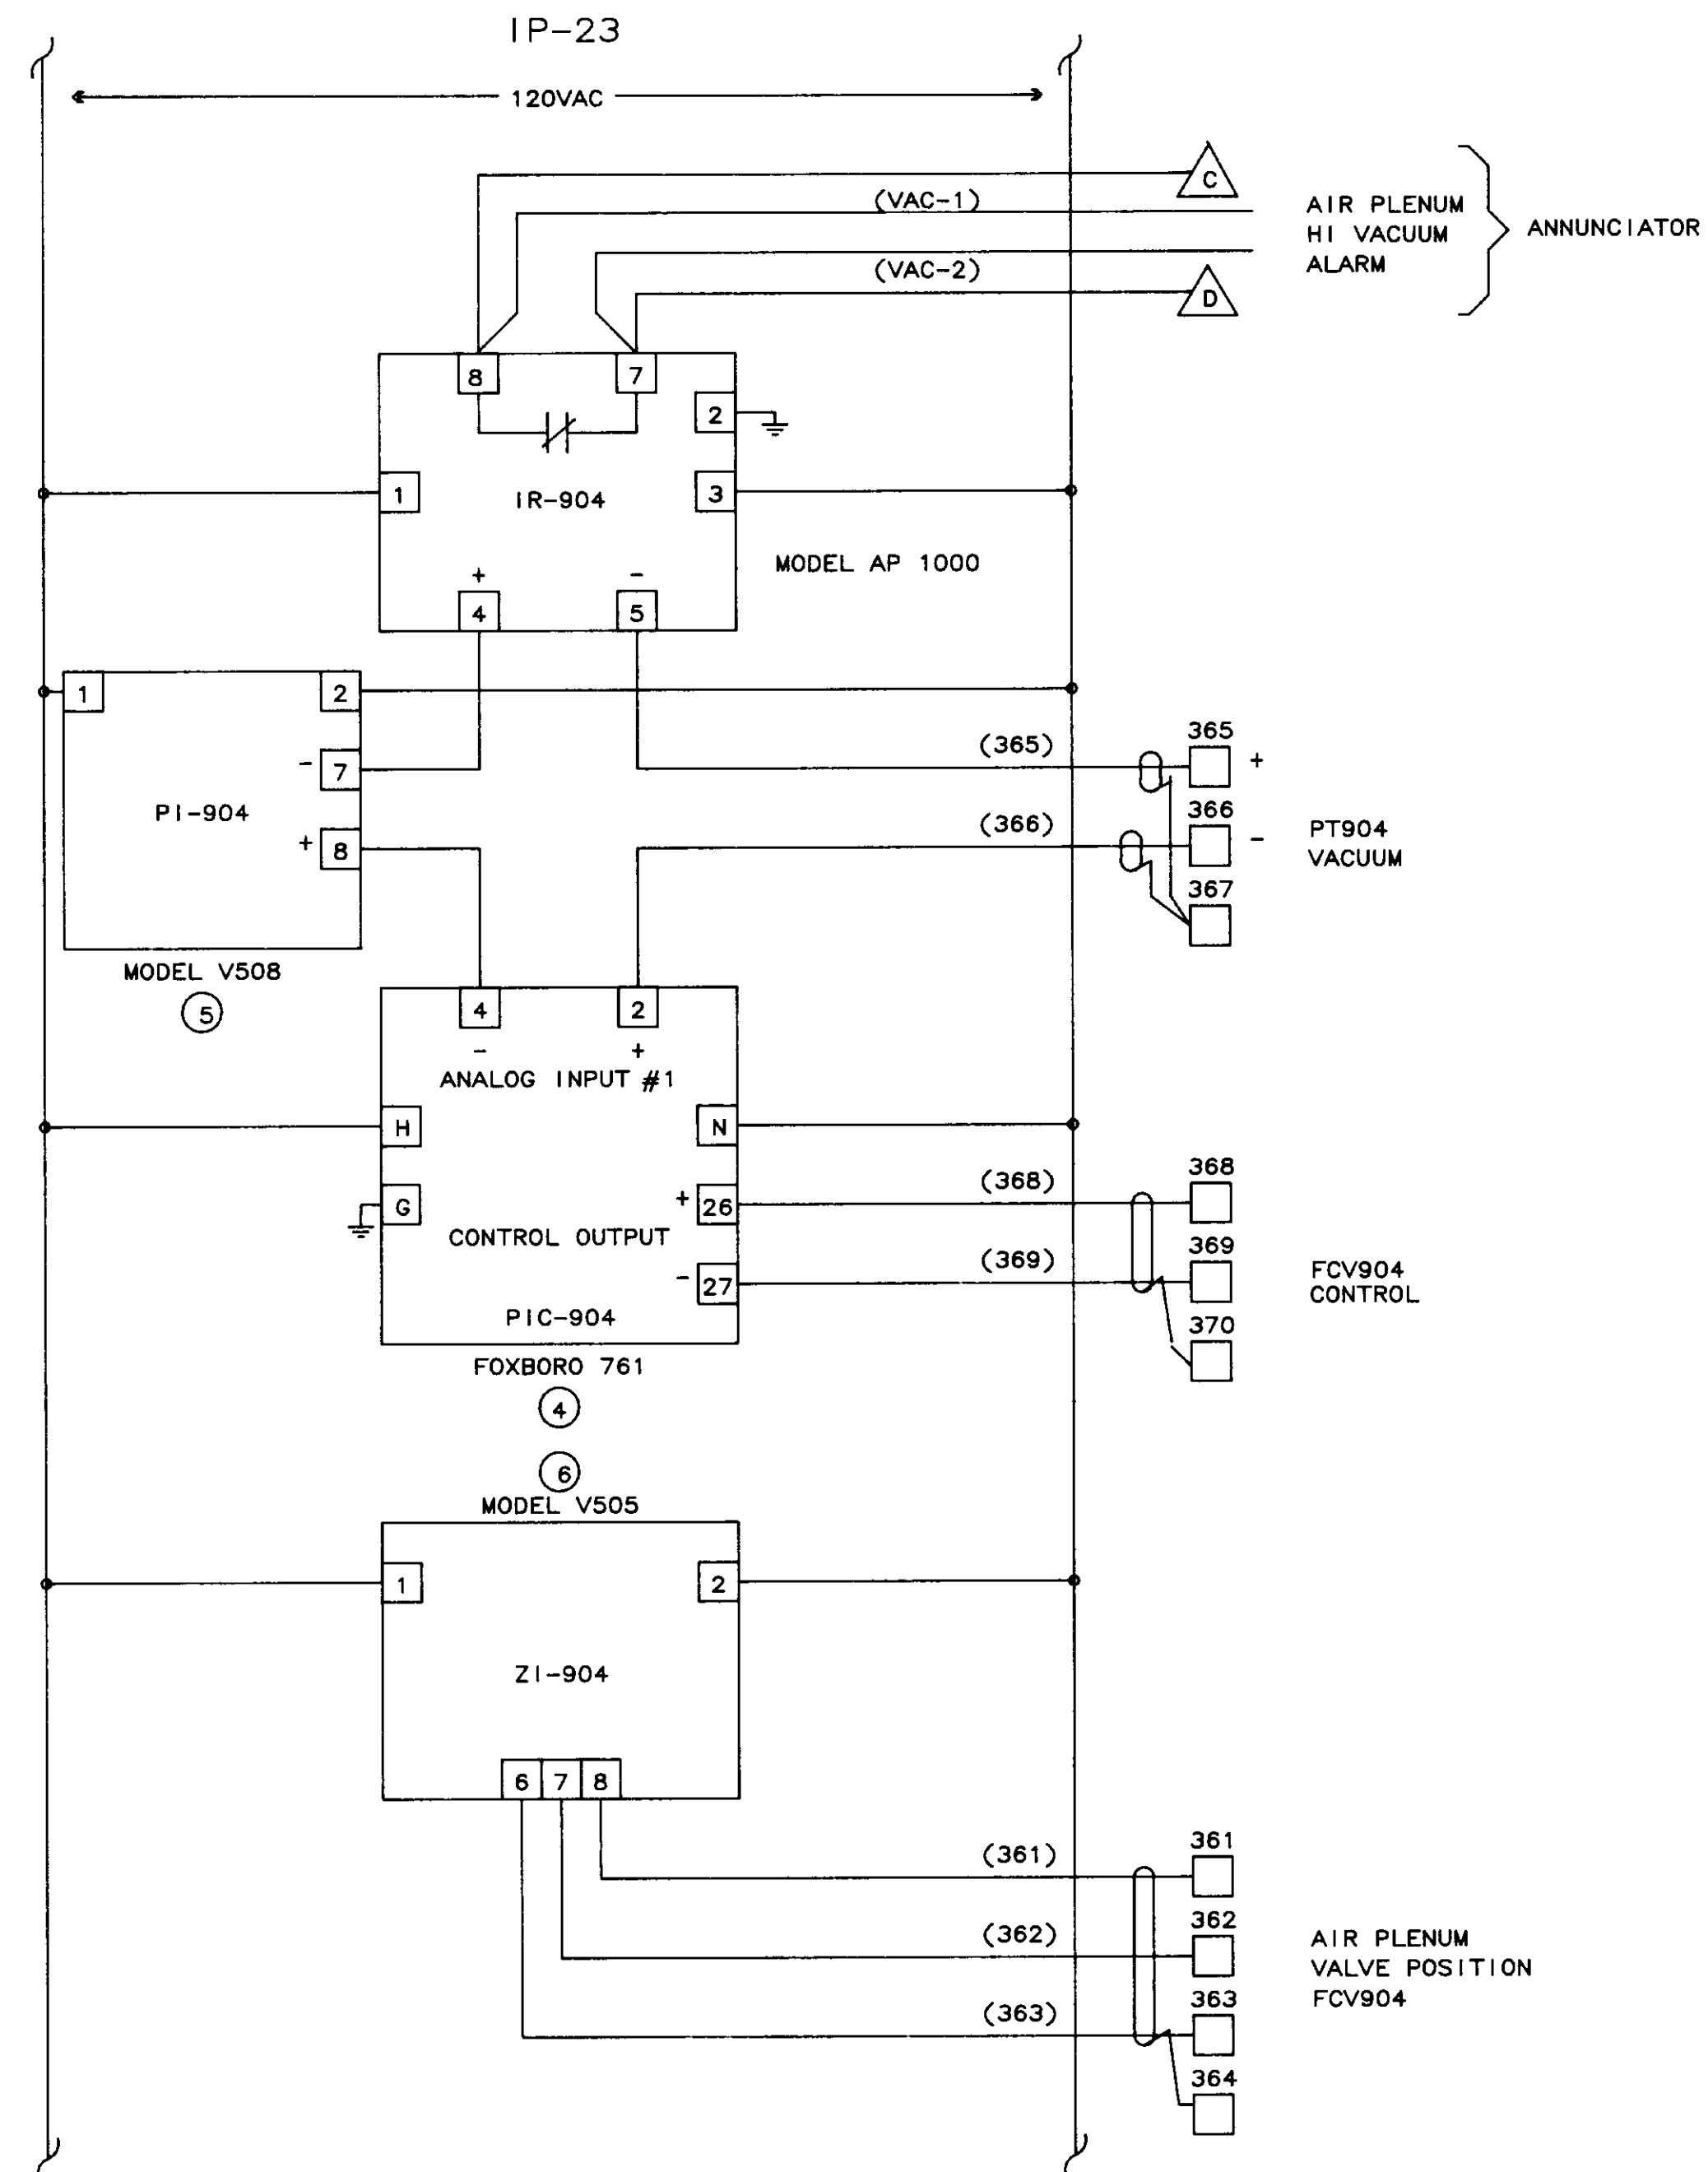 IP-23
120VAC
C
(VAC-1)
AIR PLENUM
HI VACUUM
ALARM
ANNUNCIATOR
(VAC-2)
D
8
7
2
1
IR-904
3
MODEL AP 1000
+
-
4
5
1
2
- 7
PI-904
+ 8
MODEL V508
5
(365)
365
+
(366)
366
-
PT904
VACUUM
367
4
2
-
+
ANALOG INPUT #1
H
N
G
+ 26
CONTROL OUTPUT
- 27
PIC-904
FOXBORO 761
4
(368)
368
(369)
369
FCV904
CONTROL
370
6
MODEL V505
1
2
ZI-904
6
7
8
(361)
361
(362)
362
AIR PLENUM
VALVE POSITION
FCV904
(363)
363
364